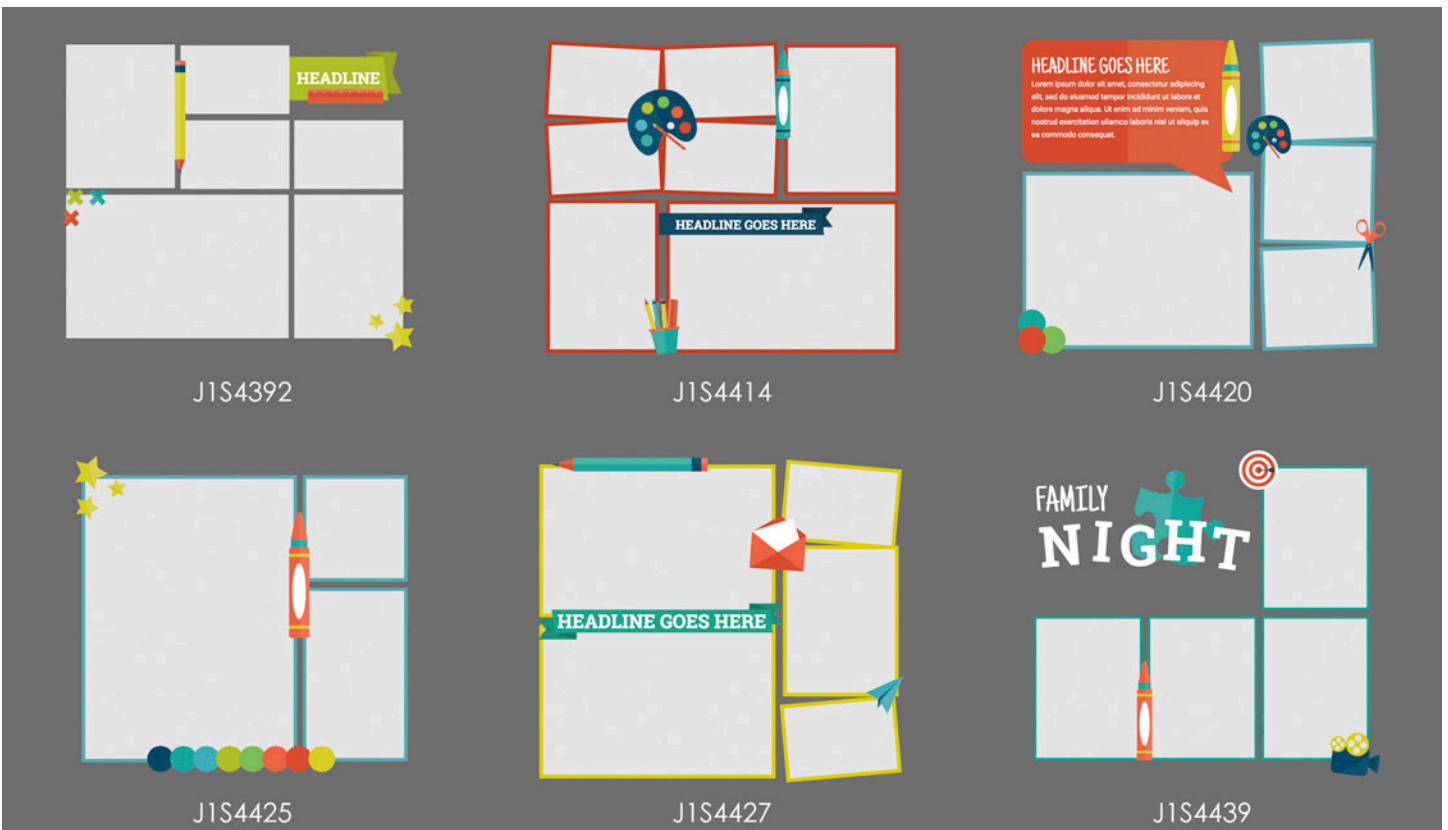 HEADLINE
J1S4392
HEADLINE GOES HERE
J1S4414
HEADLINE GOES HERE
Lorem ipsum dolor sit amet, consectetur adipiscing
elit, sed do eiusmod tempor incididunt ut labore et
dolore magna aliqua. Ut enim ad minim veniam, quis
nostrud exercitation ullamco laboris nisi ut aliquip ex
ea commodo consequat.
J1S4420
J1S4425
HEADLINE GOES HERE
J1S4427
FAMILY
NIGHT
J1S4439